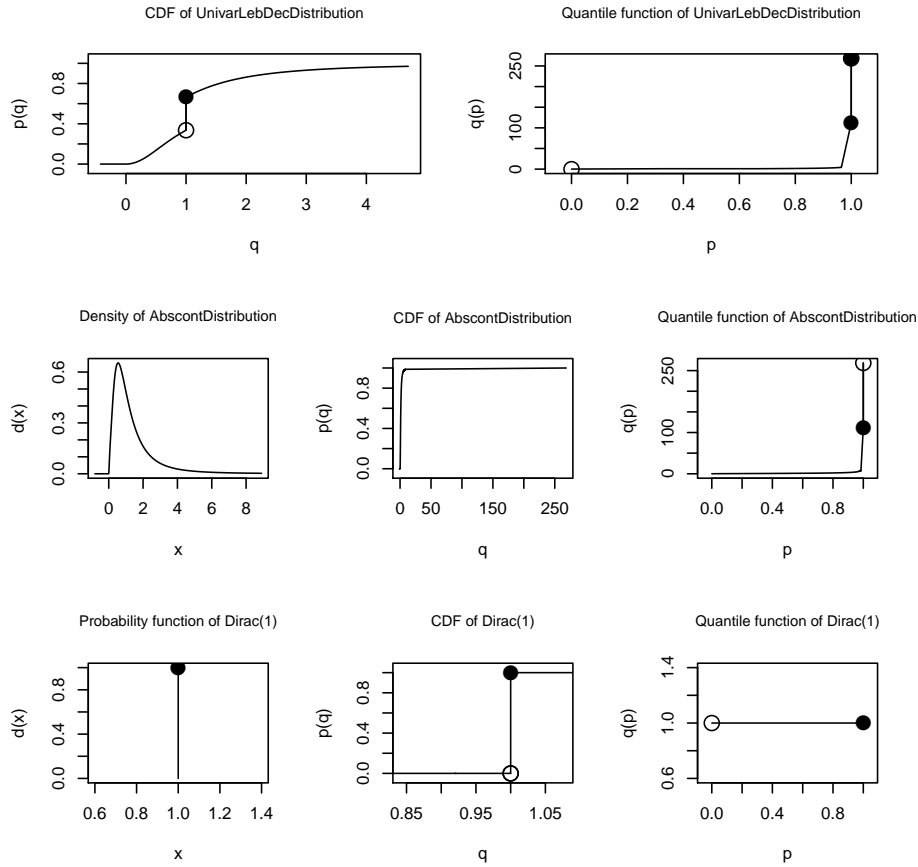 CDF of UnivarLebDecDistribution
p(q)
0.0 0.4 0.8
0 1 2 3 4
q
Quantile function of UnivarLebDecDistribution
q(p)
0 100 250
0.0 0.2 0.4 0.6 0.8 1.0
p
Density of AbscontDistribution
d(x)
0.0 0.3 0.6
0 2 4 6 8
x
CDF of AbscontDistribution
p(q)
0.0 0.4 0.8
0 50 150 250
q
Quantile function of AbscontDistribution
q(p)
0 100 250
0.0 0.4 0.8
p
Probability function of Dirac(1)
d(x)
0.0 0.4 0.8
0.6 0.8 1.0 1.2 1.4
x
CDF of Dirac(1)
p(q)
0.0 0.4 0.8
0.85 0.95 1.05
q
Quantile function of Dirac(1)
q(p)
0.6 1.0 1.4
0.0 0.4 0.8
p